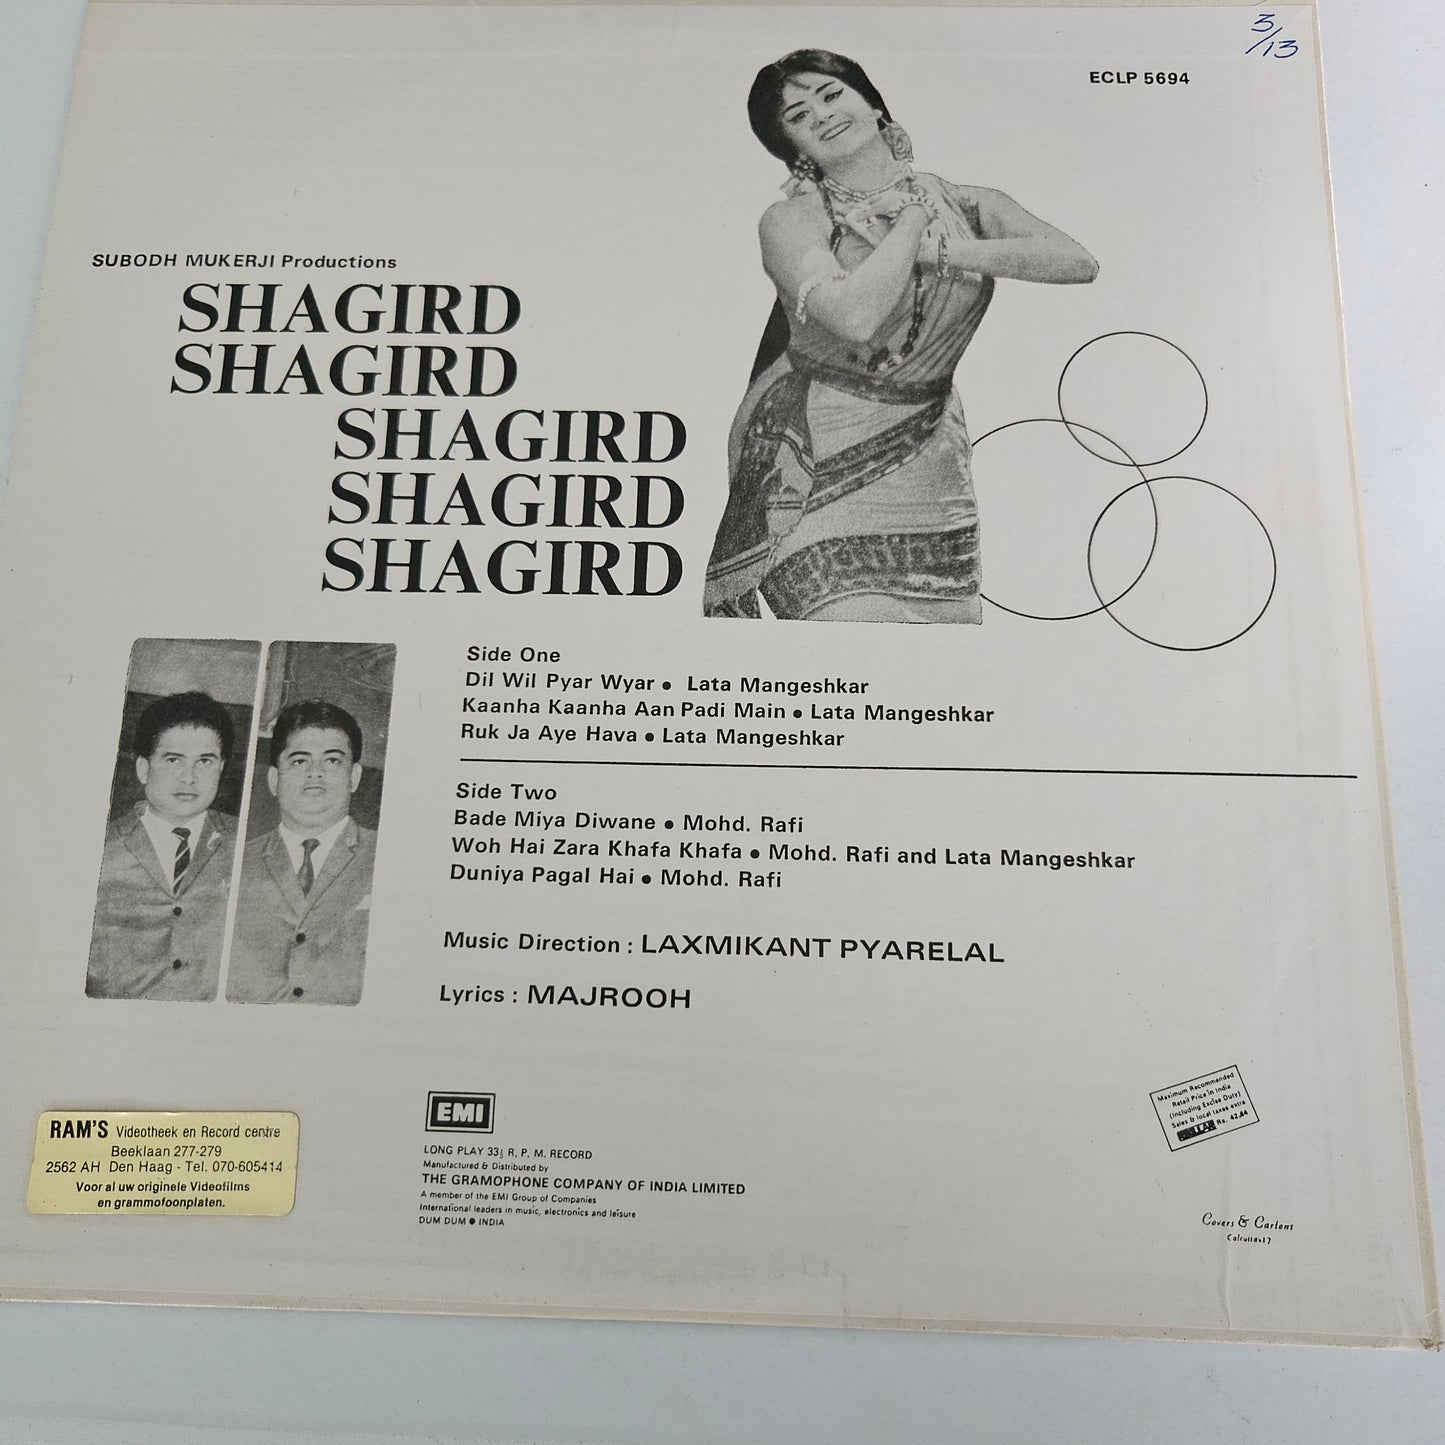 3/13
ECLP 5694
SUBODH MUKERJI Productions
SHAGIRD
SHAGIRD
SHAGIRD
SHAGIRD
SHAGIRD
Side One
Dil Wil Pyar Wyar ● Lata Mangeshkar
Kaanha Kaanha Aan Padi Main ● Lata Mangeshkar
Ruk Ja Aye Hava ● Lata Mangeshkar
Side Two
Bade Miya Diwane ● Mohd. Rafi
Woh Hai Zara Khafa Khafa ● Mohd. Rafi and Lata Mangeshkar
Duniya Pagal Hai ● Mohd. Rafi
Music Direction : LAXMIKANT PYARELAL
Lyrics : MAJROOH
EMI
LONG PLAY 33⅓ R. P. M. RECORD
Manufactured & Distributed by
THE GRAMOPHONE COMPANY OF INDIA LIMITED
A member of the EMI Group of Companies
International leaders in music, electronics and leisure
DUM DUM ● INDIA
RAM'S Videotheek en Record centre
Beeklaan 277-279
2562 AH Den Haag - Tel. 070-605414
Voor al uw originele Videofilms
en grammofoonplaten.
Maximum Recommended
Retail Price in India
(Including Excise Duty)
Sales & local taxes extra
Rs. 42.84
Covers & Cartons